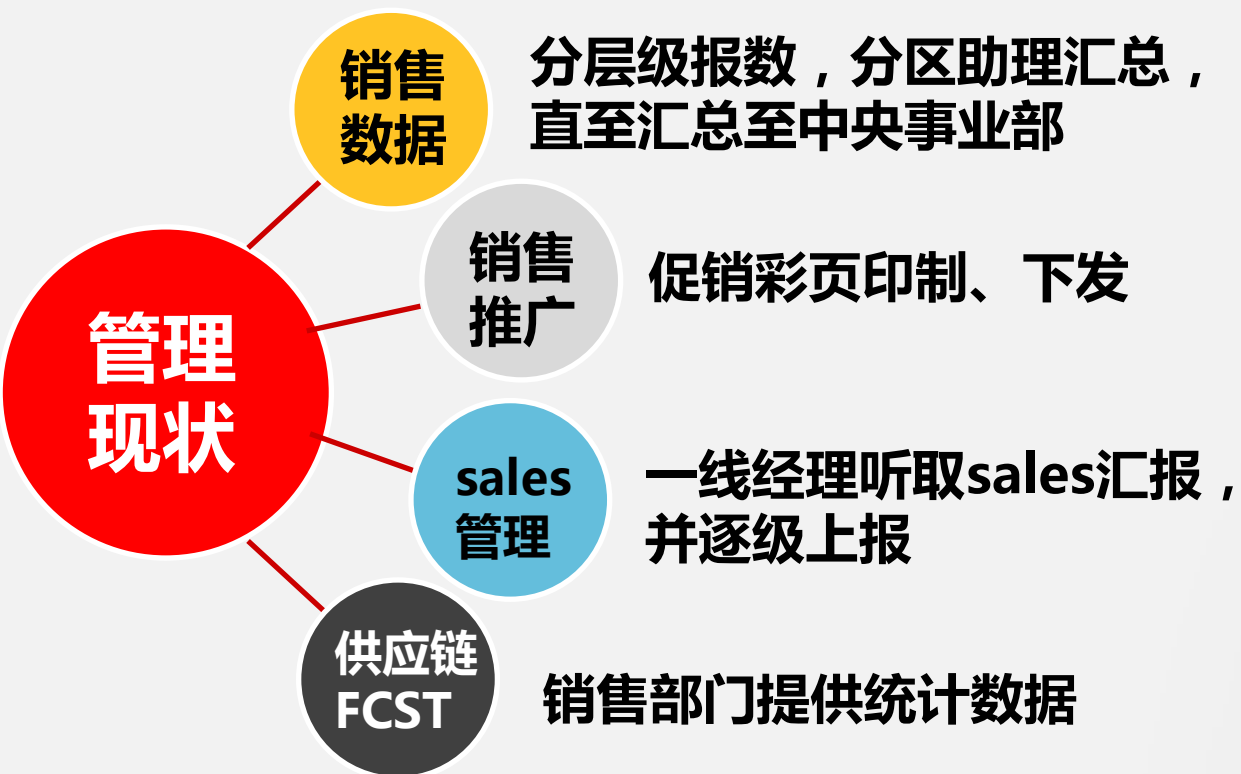 管理
现状
销售
数据
分层级报数，分区助理汇总，
直至汇总至中央事业部
销售
推广
促销彩页印制、下发
sales
管理
一线经理听取sales汇报，
并逐级上报
供应链
FCST
销售部门提供统计数据